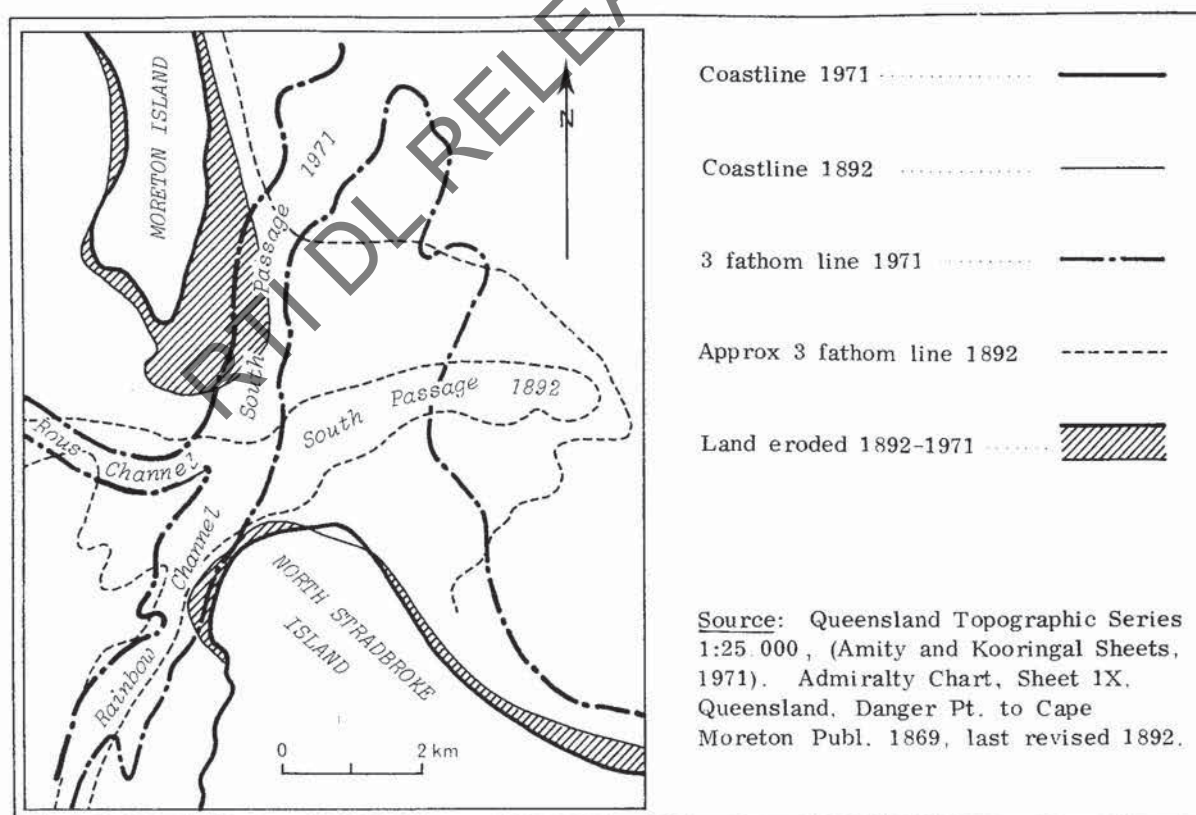 RTI DL RELEA
MORETON ISLAND
1971
South Passage
N
South Passage 1892
Rous Channel
Rainbow Channel
NORTH STRADBROKE
ISLAND
0 2 km
Coastline 1971
Coastline 1892
3 fathom line 1971
Approx 3 fathom line 1892
Land eroded 1892-1971
Source: Queensland Topographic Series
1:25 000, (Amity and Kooringal Sheets,
1971). Admiralty Chart, Sheet 1X,
Queensland, Danger Pt. to Cape
Moreton Publ. 1869, last revised 1892.